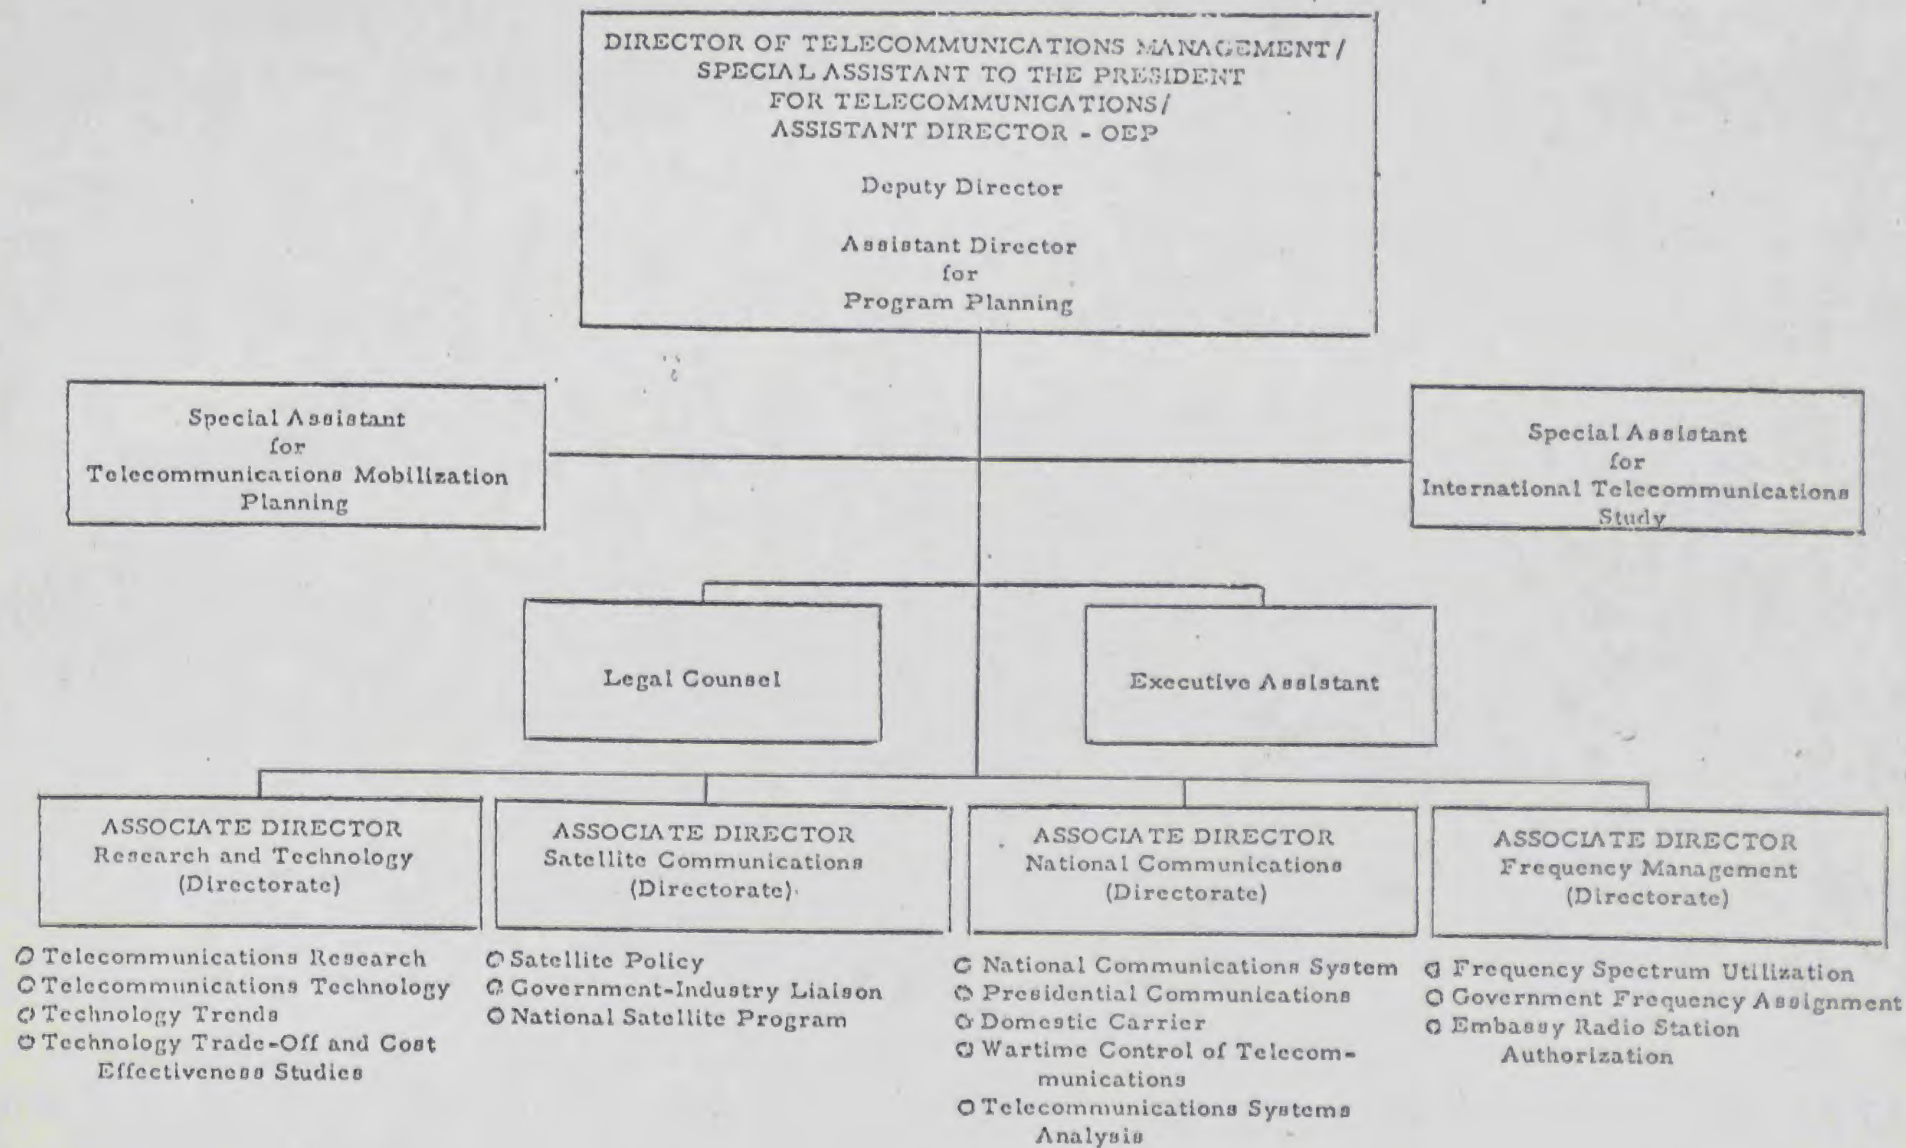 DIRECTOR OF TELECOMMUNICATIONS MANAGEMENT/
SPECIAL ASSISTANT TO THE PRESIDENT
FOR TELECOMMUNICATIONS/
ASSISTANT DIRECTOR - OEP
Deputy Director
Assistant Director
for
Program Planning
Special Assistant
for
Telecommunications Mobilization
Planning
Special Assistant
for
International Telecommunications
Study
Legal Counsel
Executive Assistant
ASSOCIATE DIRECTOR
Research and Technology
(Directorate)
O Telecommunications Research
O Telecommunications Technology
O Technology Trends
O Technology Trade-Off and Cost
Effectiveness Studies
ASSOCIATE DIRECTOR
Satellite Communications
(Directorate)
O Satellite Policy
O Government-Industry Liaison
O National Satellite Program
ASSOCIATE DIRECTOR
National Communications
(Directorate)
O National Communications System
O Presidential Communications
O Domestic Carrier
O Wartime Control of Telecom-
munications
O Telecommunications Systems
Analysis
ASSOCIATE DIRECTOR
Frequency Management
(Directorate)
O Frequency Spectrum Utilization
O Government Frequency Assignment
O Embassy Radio Station
Authorization